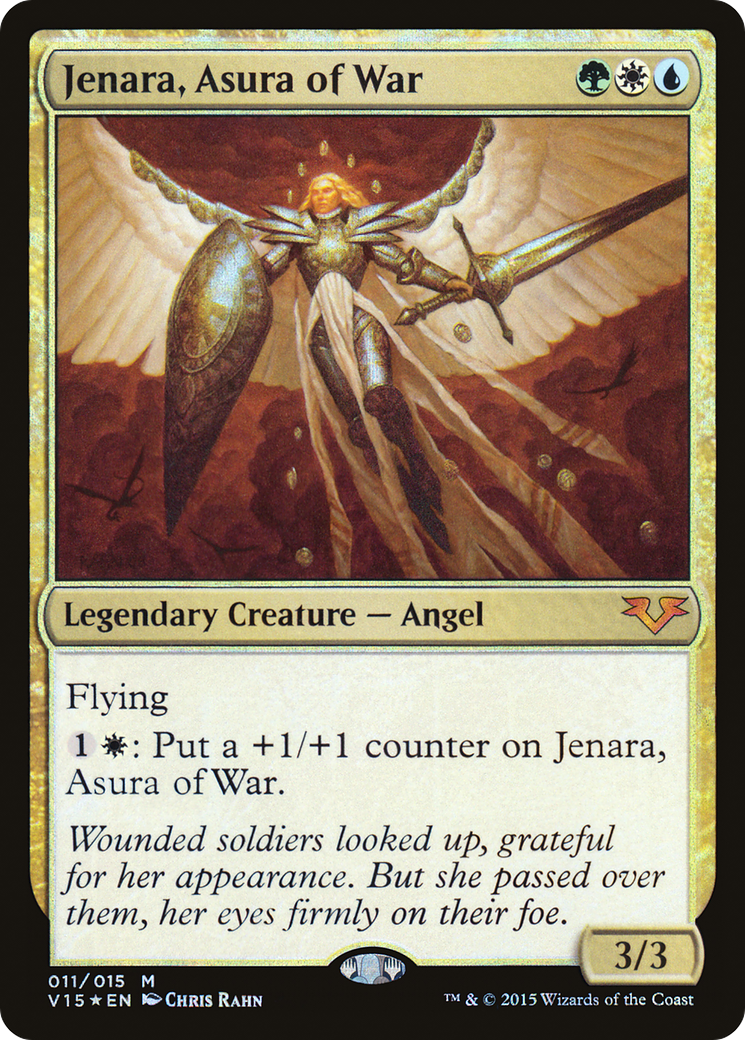 Jenara, Asura of War
Legendary Creature — Angel
Flying
1 : Put a +1/+1 counter on Jenara,
Asura of War.
Wounded soldiers looked up, grateful
for her appearance. But she passed over
them, her eyes firmly on their foe.
3/3
011/015 M
V15★EN Chris Rahn
™ & © 2015 Wizards of the Coast